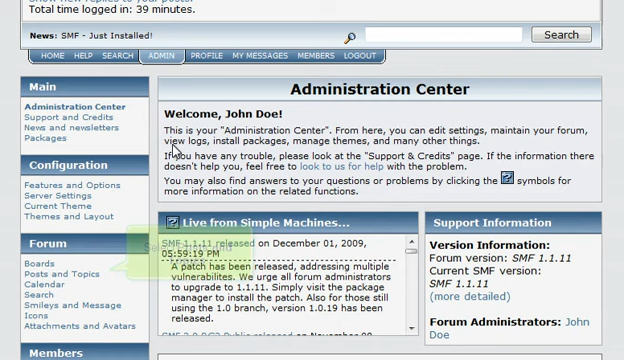 Show new replies to your posts.
Total time logged in: 39 minutes.
News: SMF - Just Installed!
Search
HOME HELP SEARCH ADMIN PROFILE MY MESSAGES MEMBERS LOGOUT
Main
Administration Center
Support and Credits
News and newsletters
Packages
Configuration
Features and Options
Server Settings
Current Theme
Themes and Layout
Forum
Boards
Posts and Topics
Calendar
Search
Smileys and Message
Icons
Attachments and Avatars
Members
Administration Center
Welcome, John Doe!
This is your "Administration Center". From here, you can edit settings, maintain your forum,
view logs, install packages, manage themes, and many other things.
If you have any trouble, please look at the "Support & Credits" page. If the information there
doesn't help you, feel free to look to us for help with the problem.
You may also find answers to your questions or problems by clicking the ? symbols for
more information on the related functions.
? Live from Simple Machines...
SMF 1.1.11 released on December 01, 2009,
05:59:19 PM
A patch has been released, addressing multiple
vulnerabilites. We urge all forum administrators
to upgrade to 1.1.11. Simply visit the package
manager to install the patch. Also for those still
using the 1.0 branch, version 1.0.19 has been
released.
Support Information
Version Information:
Forum version: SMF 1.1.11
Current SMF version:
SMF 1.1.11
(more detailed)
Forum Administrators: John
Doe